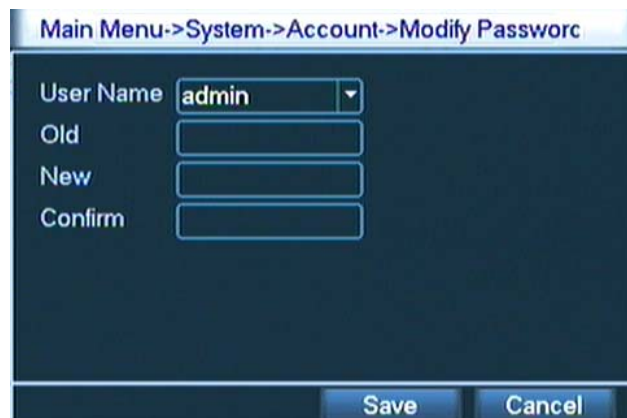 Main Menu->System->Account->Modify Passworc
User Name admin
Old
New
Confirm
Save Cancel